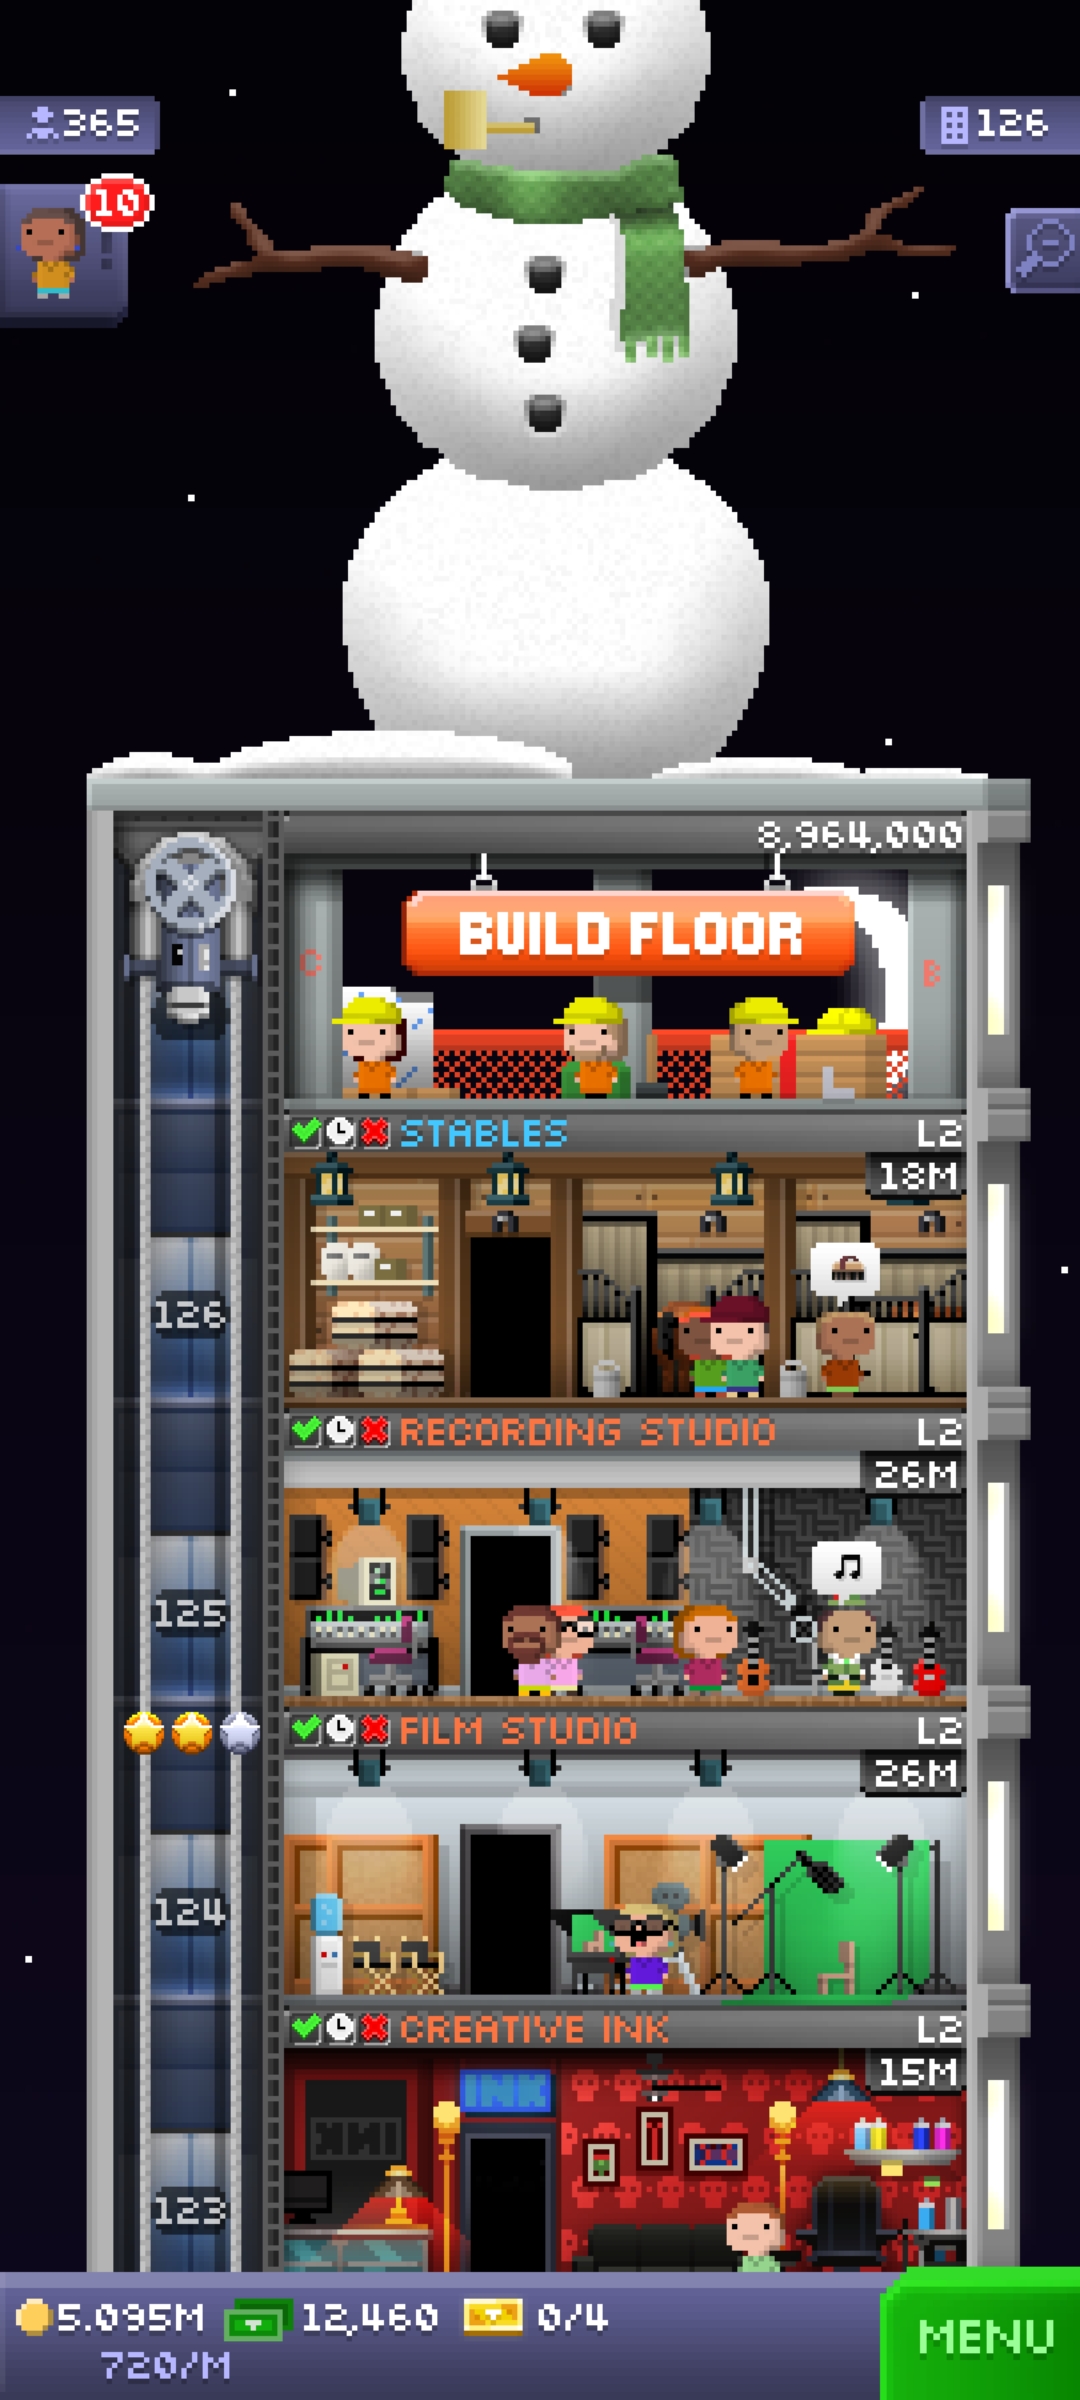 365
126
10
8,964,000
BUILD FLOOR
C
B
STABLES
L2
18M
126
RECORDING STUDIO
L2
26M
125
FILM STUDIO
L2
26M
124
CREATIVE INK
L2
15M
INK
INK
123
5.095M
12,460
0/4
720/M
MENU